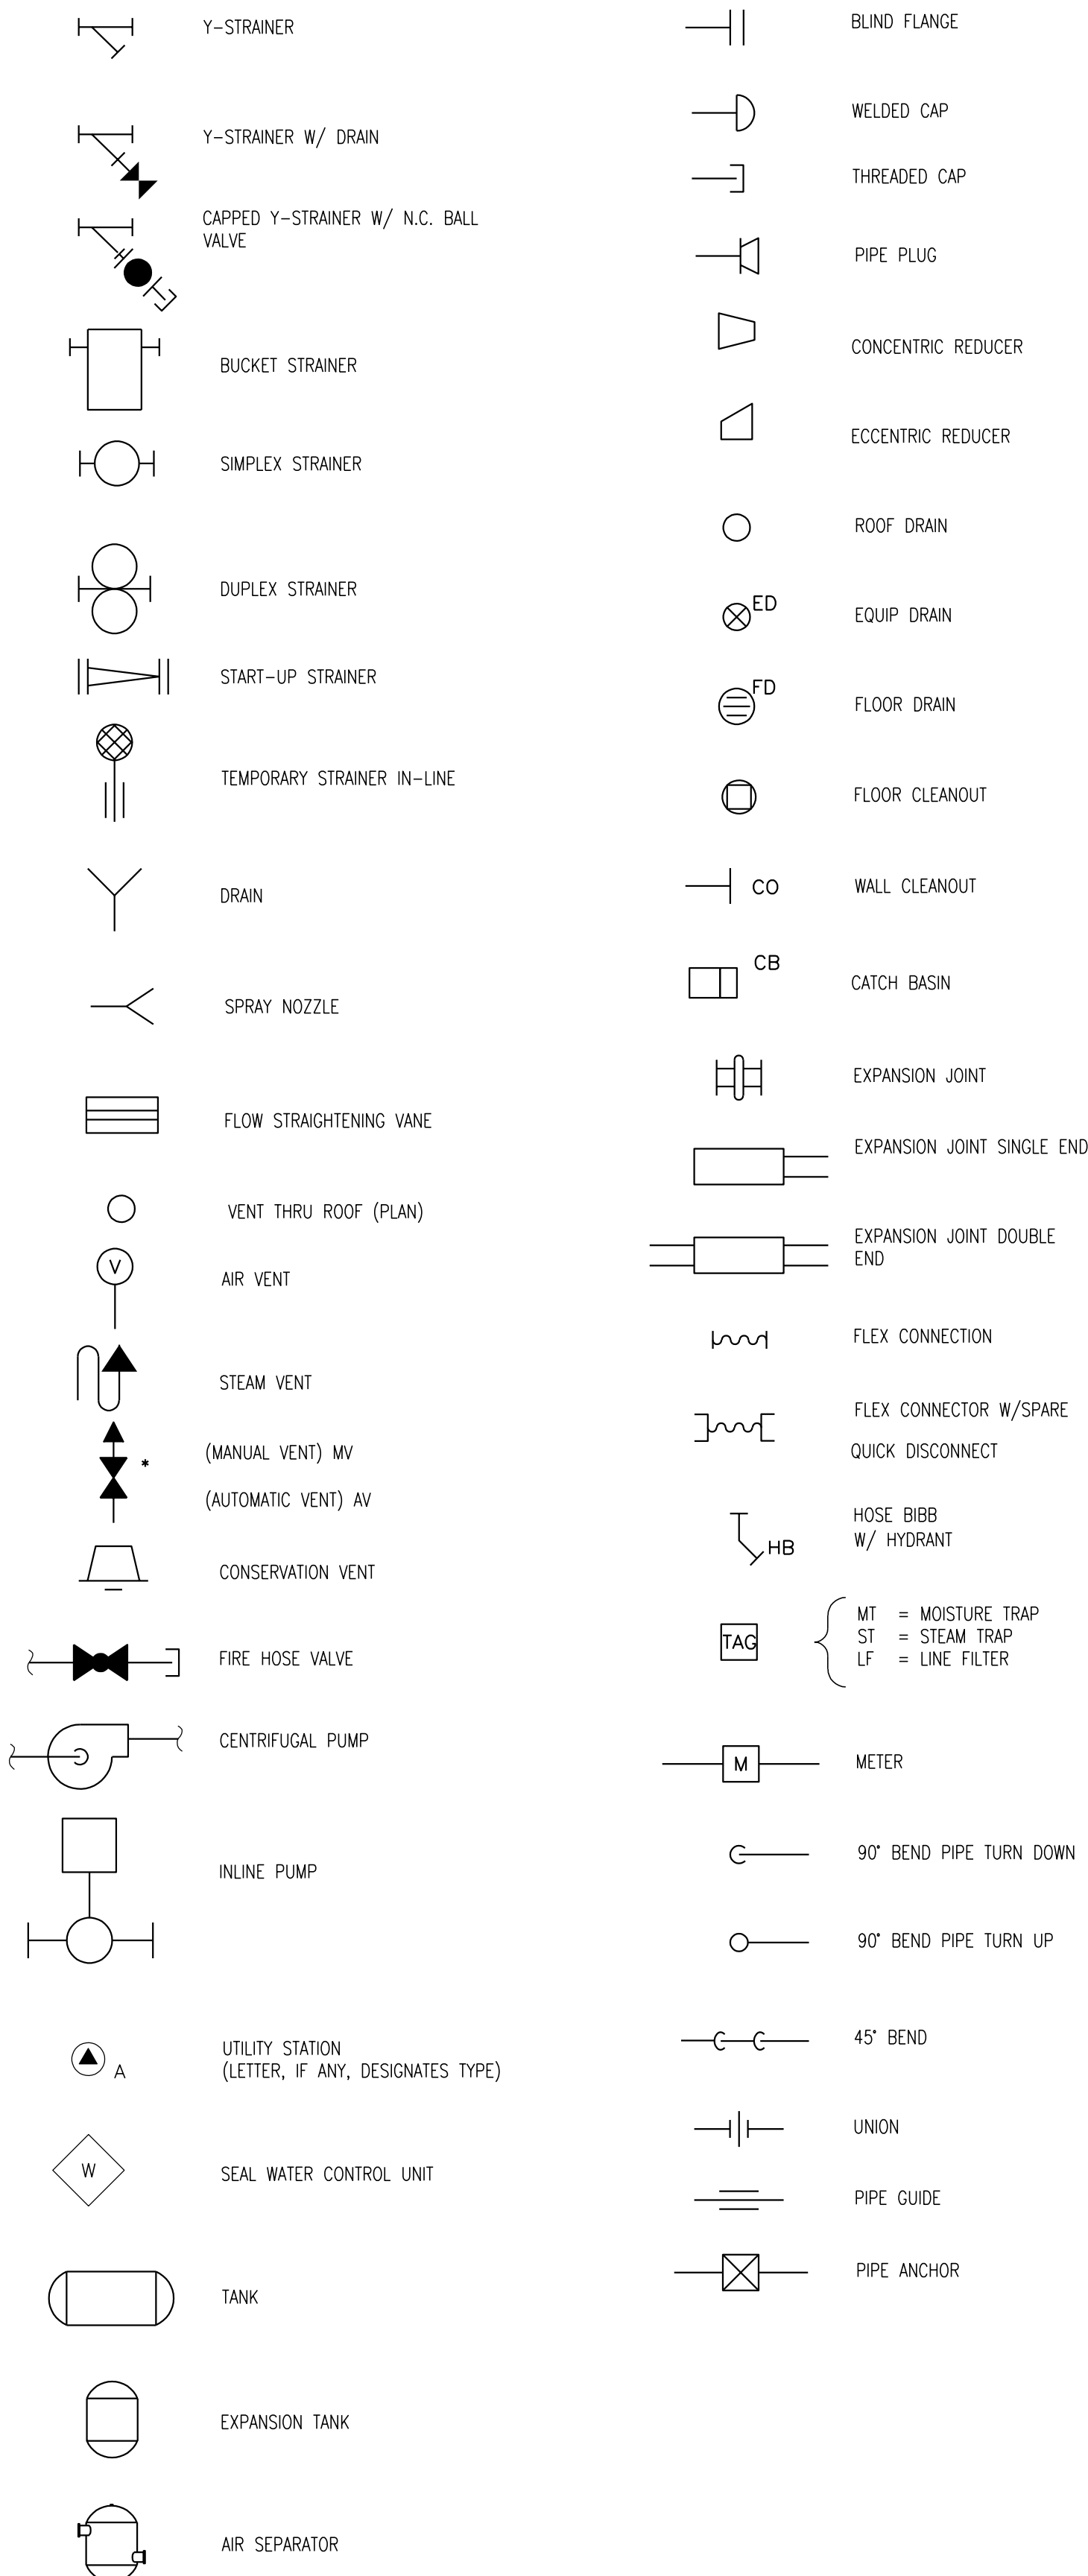 Y-STRAINER
Y-STRAINER W/ DRAIN
CAPPED Y-STRAINER W/ N.C. BALL
VALVE
BUCKET STRAINER
SIMPLEX STRAINER
DUPLEX STRAINER
START-UP STRAINER
TEMPORARY STRAINER IN-LINE
DRAIN
SPRAY NOZZLE
FLOW STRAIGHTENING VANE
VENT THRU ROOF (PLAN)
V
AIR VENT
STEAM VENT
(MANUAL VENT) MV
*
(AUTOMATIC VENT) AV
CONSERVATION VENT
FIRE HOSE VALVE
CENTRIFUGAL PUMP
INLINE PUMP
UTILITY STATION
A (LETTER, IF ANY, DESIGNATES TYPE)
W SEAL WATER CONTROL UNIT
TANK
EXPANSION TANK
AIR SEPARATOR
BLIND FLANGE
WELDED CAP
THREADED CAP
PIPE PLUG
CONCENTRIC REDUCER
ECCENTRIC REDUCER
ROOF DRAIN
ED
EQUIP DRAIN
FD
FLOOR DRAIN
FLOOR CLEANOUT
CO WALL CLEANOUT
CB
CATCH BASIN
EXPANSION JOINT
EXPANSION JOINT SINGLE END
EXPANSION JOINT DOUBLE
END
FLEX CONNECTION
FLEX CONNECTOR W/SPARE
QUICK DISCONNECT
HOSE BIBB
W/ HYDRANT
HB
MT = MOISTURE TRAP
TAG ST = STEAM TRAP
LF = LINE FILTER
M METER
90° BEND PIPE TURN DOWN
90° BEND PIPE TURN UP
45° BEND
UNION
PIPE GUIDE
PIPE ANCHOR